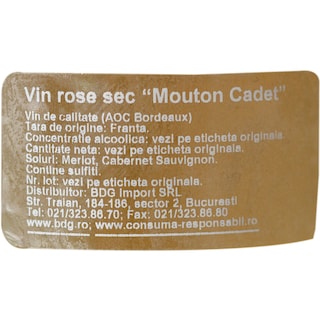 Vin rose sec "Mouton Cadet"
Vin de calitate (AOC Bordeaux)
Tara de origine: Franta.
Concentratie alcoolica: vezi pe eticheta originala.
Cantitate neta: vezi pe eticheta originala.
Soiuri: Merlot, Cabernet Sauvignon.
Contine sulfiti.
Nr. lot: vezi pe eticheta originala.
Distribuitor: BDG Import SRL
Str. Traian, 184-186, sector 2, Bucuresti
Tel: 021/323.86.70; Fax: 021/323.86.80
www.bdg.ro; www.consuma-responsabil.ro